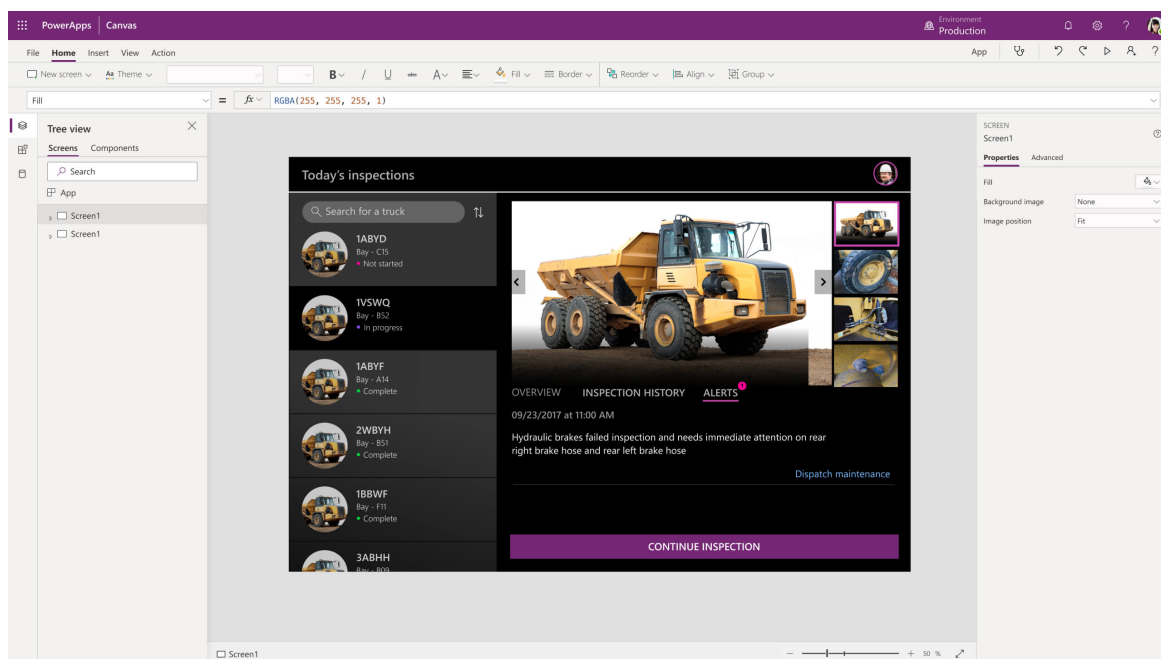 PowerApps Canvas Environment Production
File Home Insert View Action App
New screen Aa Theme B / U abc A Fill Border Reorder Align Group
Fill = fx RGBA(255, 255, 255, 1)
Tree view
Screens Components
Search
App
Screen1
Screen1
Today's inspections
Search for a truck
1ABYD
Bay - C15
Not started
1VSWQ
Bay - B52
In progress
1ABYF
Bay - A14
Complete
2WBYH
Bay - B51
Complete
1BBWF
Bay - F11
Complete
3ABHH
Bay - B09
OVERVIEW INSPECTION HISTORY ALERTS !
09/23/2017 at 11:00 AM
Hydraulic brakes failed inspection and needs immediate attention on rear
right brake hose and rear left brake hose
Dispatch maintenance
CONTINUE INSPECTION
SCREEN
Screen1
Properties Advanced
Fill
Background image None
Image position Fit
Screen1 50 %